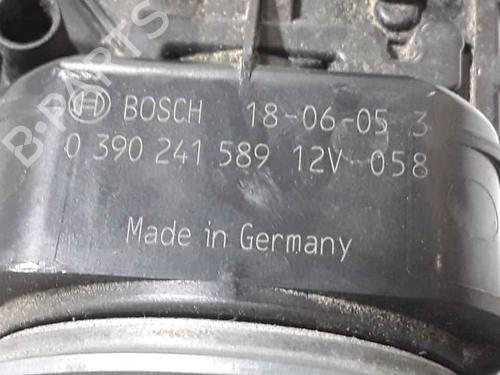 BOSCH 18-06-05 3
0 390 241 589 12V 058
Made in Germany
B-PARTS